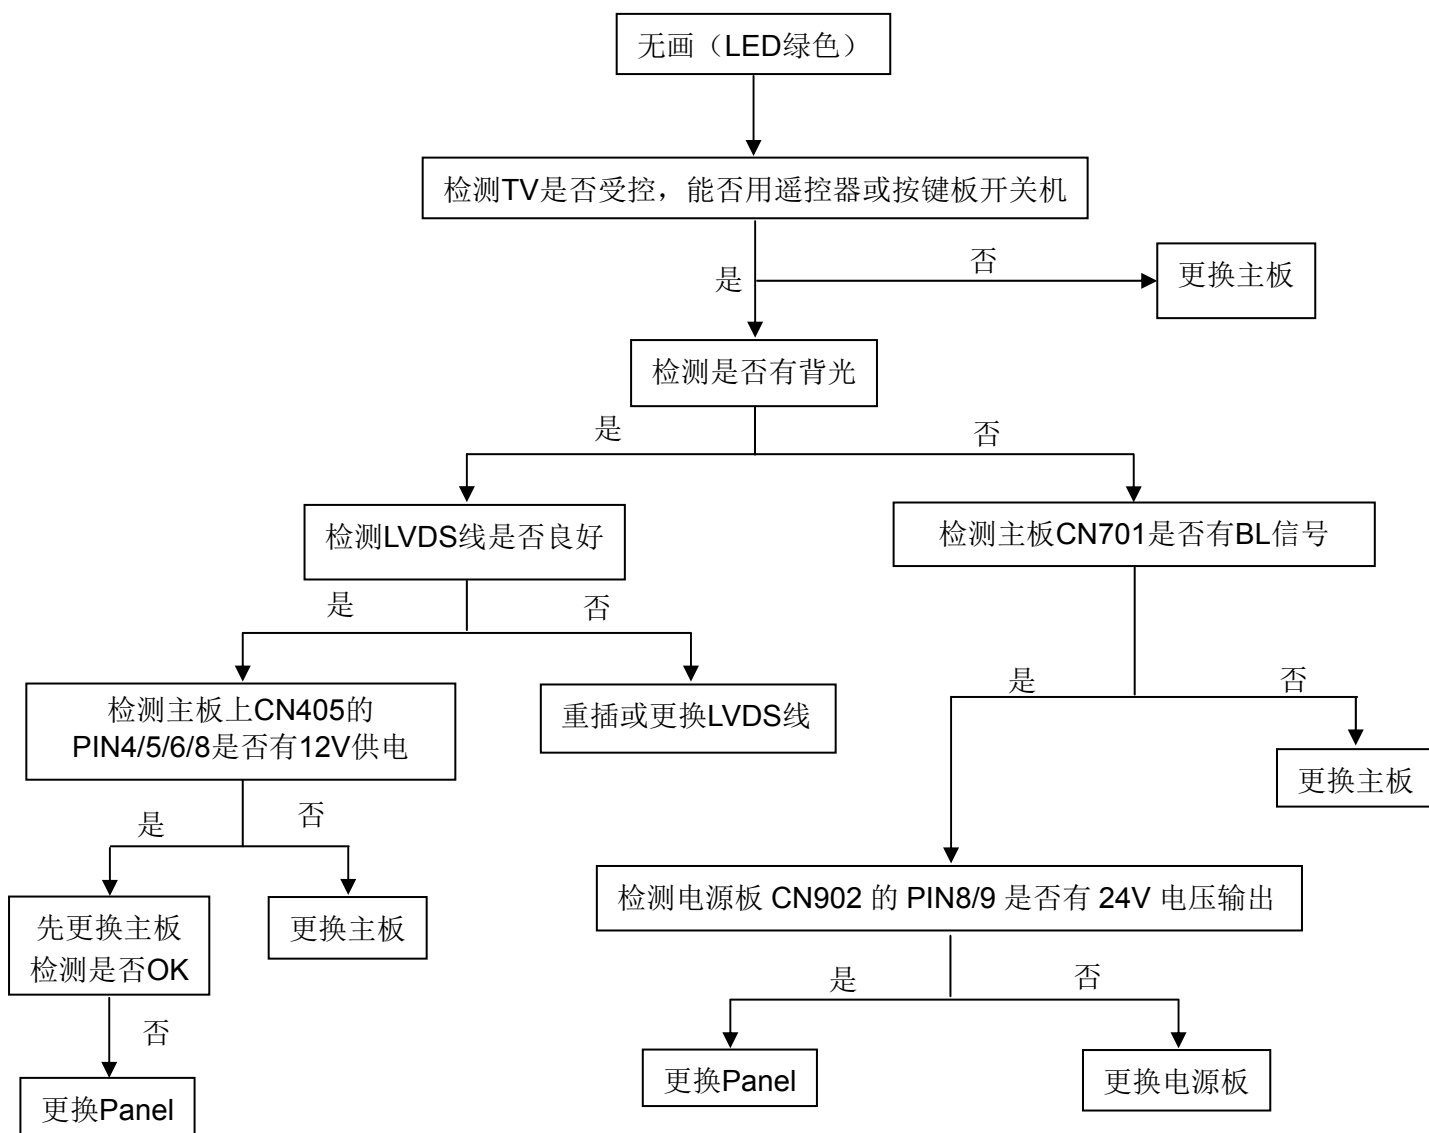 无画（LED绿色）
检测TV是否受控，能否用遥控器或按键板开关机
是
否
更换主板
检测是否有背光
是
否
检测LVDS线是否良好
检测主板CN701是否有BL信号
是
否
是
否
检测主板上CN405的
PIN4/5/6/8是否有12V供电
重插或更换LVDS线
更换主板
是
否
检测电源板 CN902 的 PIN8/9 是否有 24V 电压输出
先更换主板
检测是否OK
更换主板
是
否
否
更换Panel
更换电源板
更换Panel